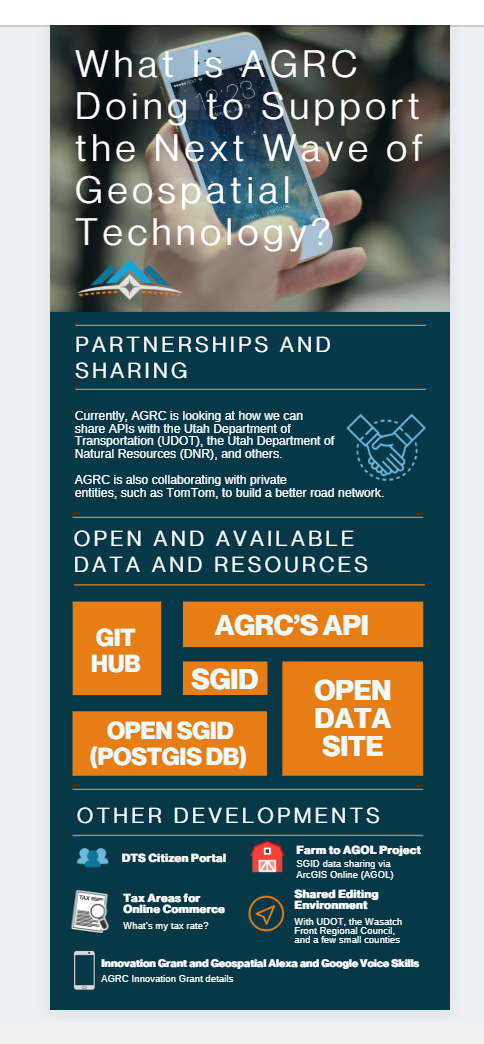 What Is AGRC
Doing to Support
the Next Wave of
Geospatial
Technology?
PARTNERSHIPS AND
SHARING
Currently, AGRC is looking at how we can
share APIs with the Utah Department of
Transportation (UDOT), the Utah Department of
Natural Resources (DNR), and others.
AGRC is also collaborating with private
entities, such as TomTom, to build a better road network.
OPEN AND AVAILABLE
DATA AND RESOURCES
GIT
HUB
AGRC'S API
SGID
OPEN
DATA
SITE
OPEN SGID
(POSTGIS DB)
OTHER DEVELOPMENTS
DTS Citizen Portal
Farm to AGOL Project
SGID data sharing via
ArcGIS Online (AGOL)
TAX
Tax Areas for
Online Commerce
What's my tax rate?
Shared Editing
Environment
With UDOT, the Wasatch
Front Regional Council,
and a few small counties
Innovation Grant and Geospatial Alexa and Google Voice Skills
AGRC Innovation Grant details